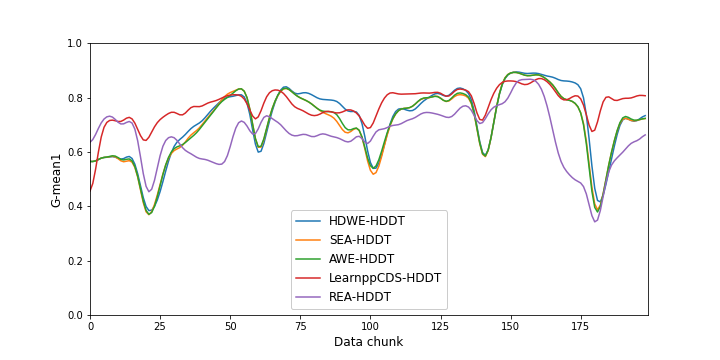 1.0
0.8
0.6
0.4
0.2
0.0
G-mean1
HDWE-HDDT
SEA-HDDT
AWE-HDDT
LearnppCDS-HDDT
REA-HDDT
0 25 50 75 100 125 150 175
Data chunk